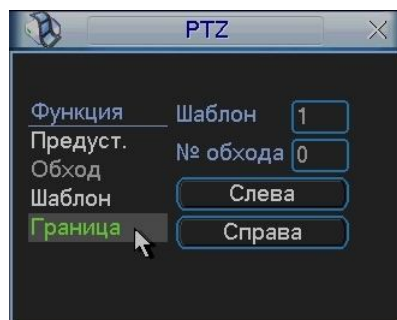 PTZ
Функция
Шаблон 1
Предуст.
№ обхода 0
Обход
Шаблон
Слева
Граница
Справа